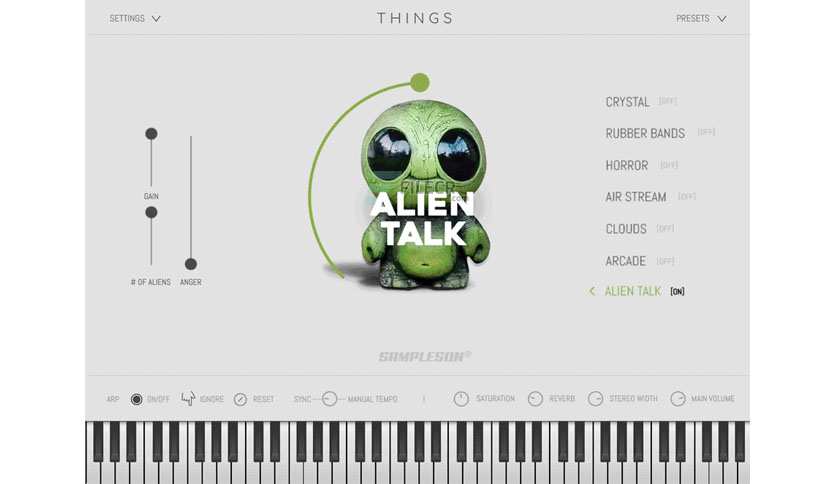 SETTINGS
THINGS
PRESETS
CRYSTAL [OFF]
RUBBER BANDS [OFF]
HORROR [OFF]
AIR STREAM [OFF]
CLOUDS [OFF]
ARCADE [OFF]
ALIEN TALK [ON]
GAIN
# OF ALIENS
ANGER
FILECR
.com
ALIEN
TALK
SAMPLESON®
ARP ON/OFF IGNORE RESET SYNC MANUAL TEMPO 1 SATURATION REVERB STEREO WIDTH MAIN VOLUME